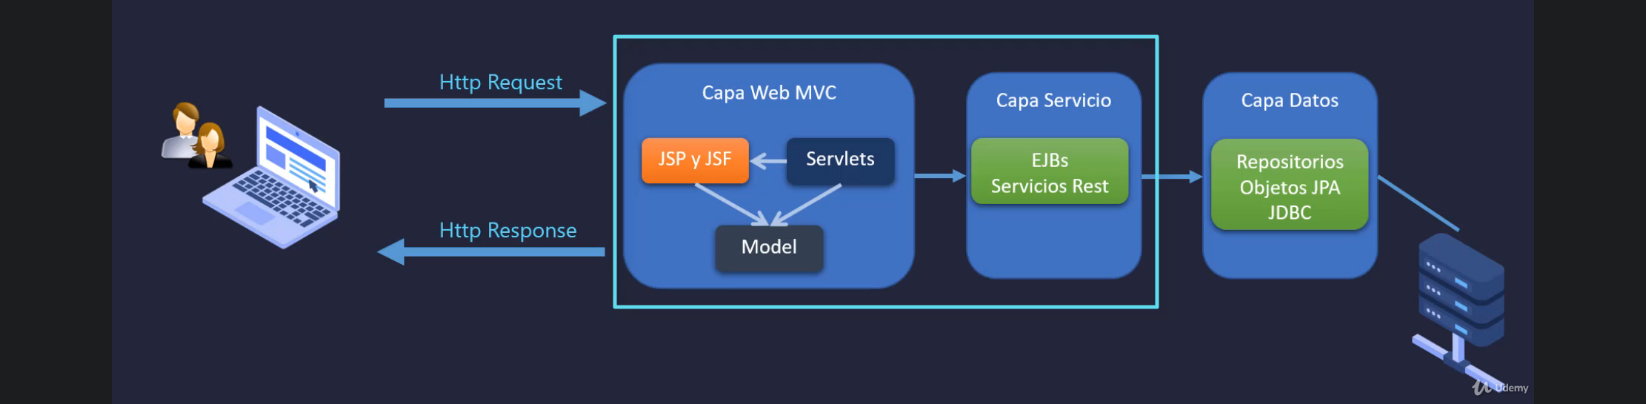 Http Request
Http Response
Capa Web MVC
JSP y JSF
Servlets
Model
Capa Servicio
EJBs
Servicios Rest
Capa Datos
Repositorios
Objetos JPA
JDBC
Udemy